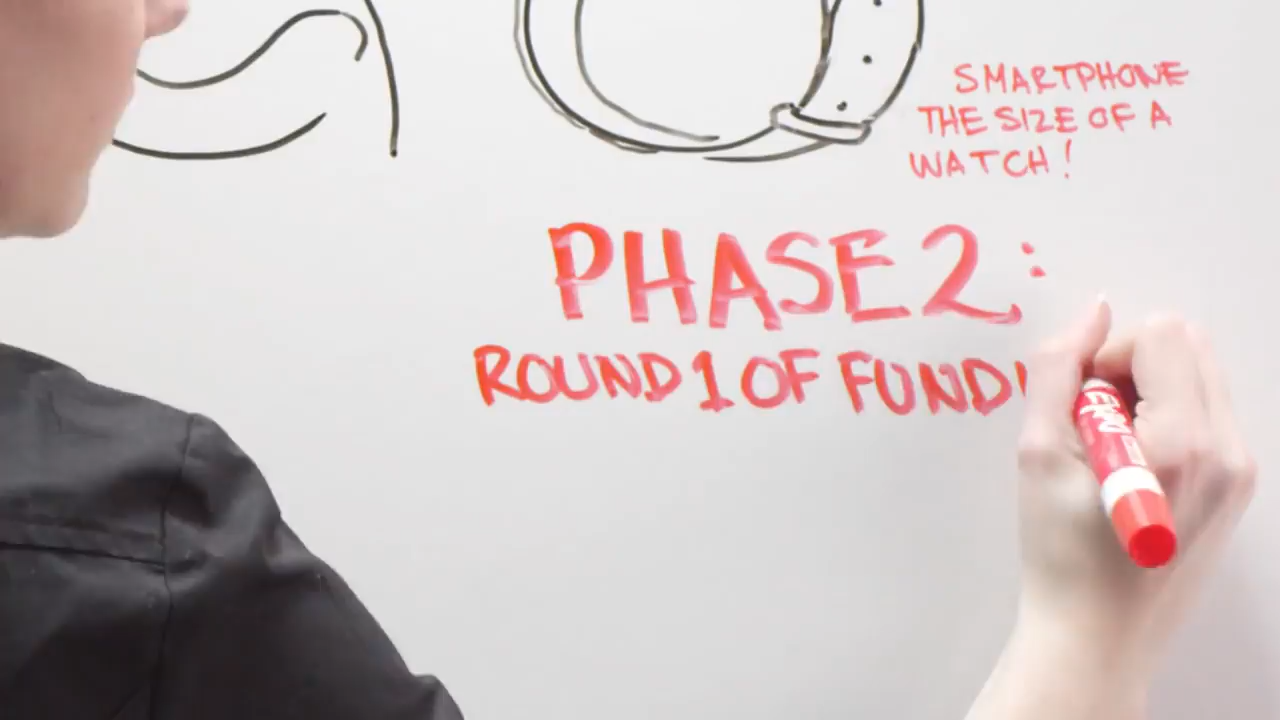 SMARTPHONE
THE SIZE OF A
WATCH!
PHASE 2:
ROUND 1 OF FUND